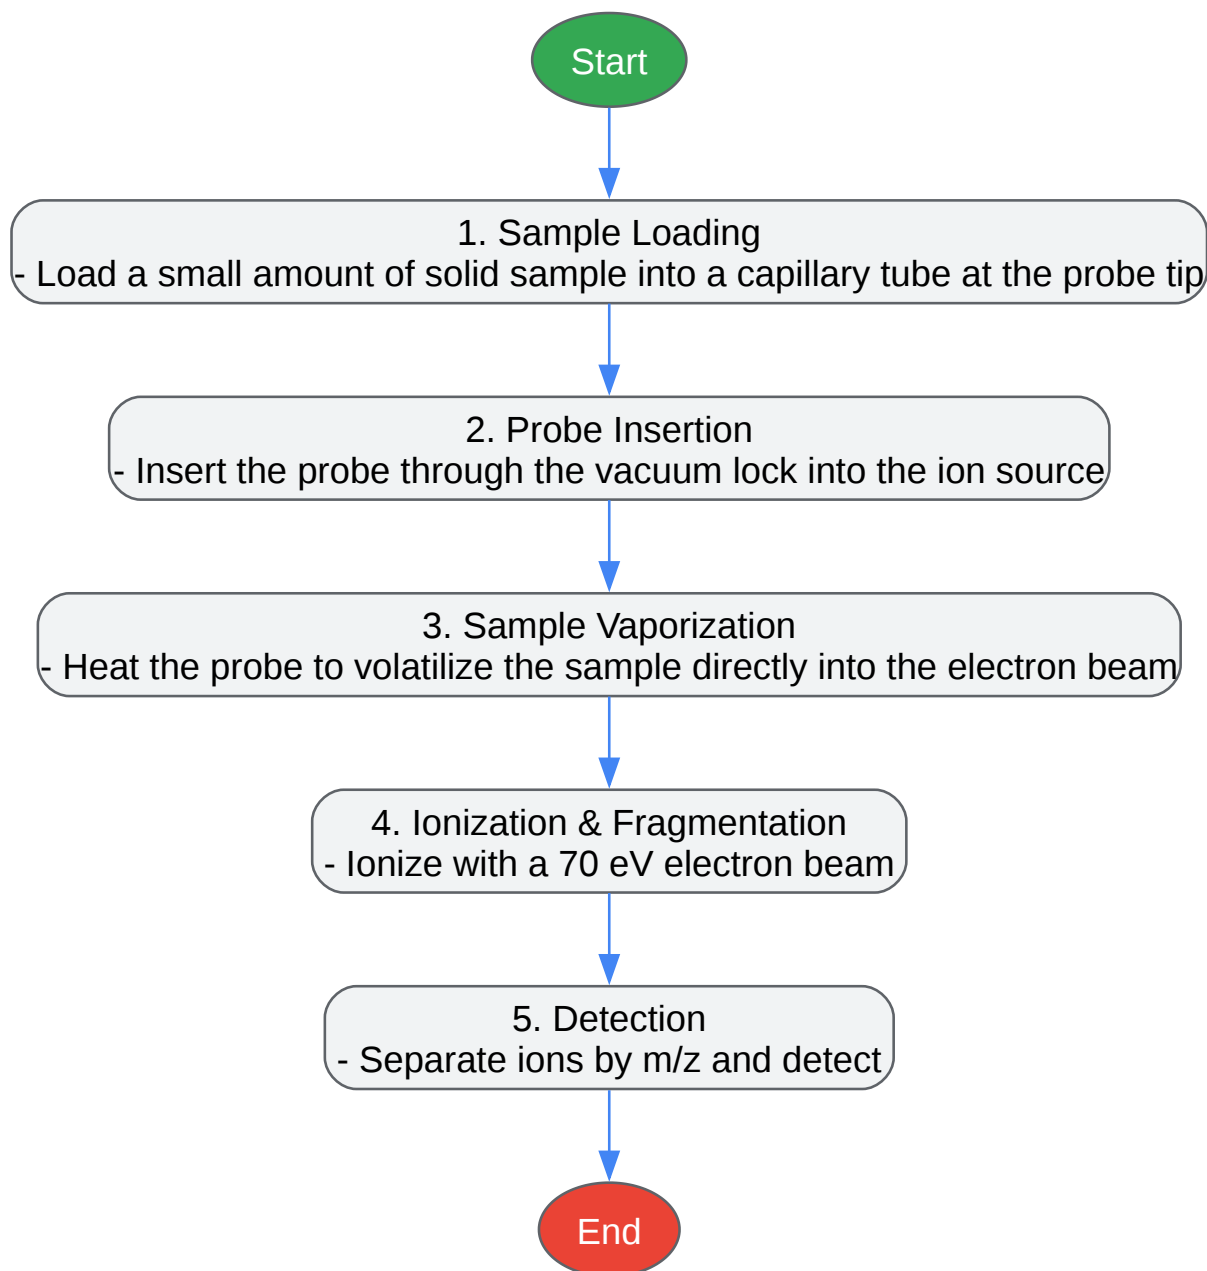 Start
1. Sample Loading
- Load a small amount of solid sample into a capillary tube at the probe tip
2. Probe Insertion
- Insert the probe through the vacuum lock into the ion source
3. Sample Vaporization
- Heat the probe to volatilize the sample directly into the electron beam
4. Ionization & Fragmentation
- Ionize with a 70 eV electron beam
5. Detection
- Separate ions by m/z and detect
End